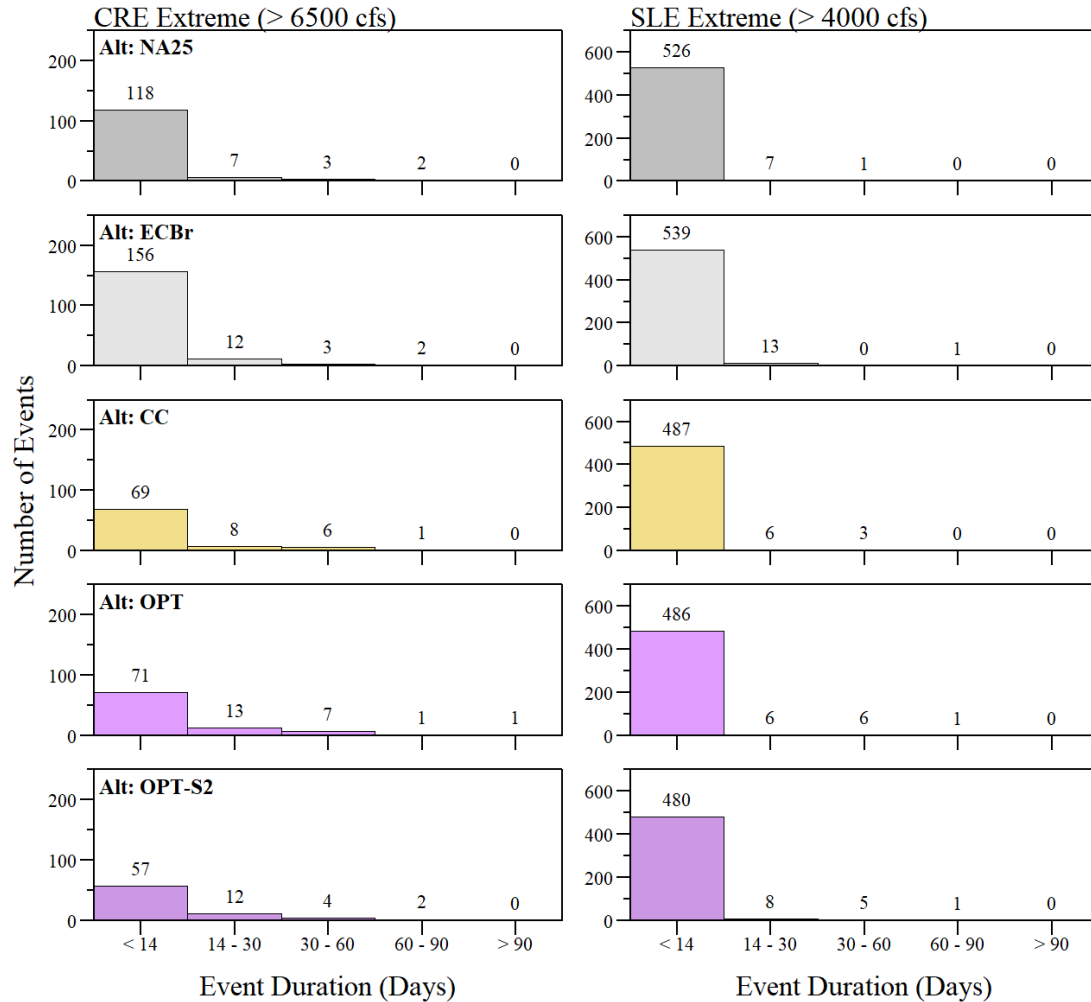 CRE Extreme (> 6500 cfs)
SLE Extreme (> 4000 cfs)
Number of Events
Alt: NA25
200
100
0
118 7 3 2 0
600
400
200
0
526 7 1 0 0
Alt: ECBr
200
100
0
156 12 3 2 0
600
400
200
0
539 13 0 1 0
Alt: CC
200
100
0
69 8 6 1 0
600
400
200
0
487 6 3 0 0
Alt: OPT
200
100
0
71 13 7 1 1
600
400
200
0
486 6 6 1 0
Alt: OPT-S2
200
100
0
57 12 4 2 0
600
400
200
0
480 8 5 1 0
< 14 14 - 30 30 - 60 60 - 90 > 90
< 14 14 - 30 30 - 60 60 - 90 > 90
Event Duration (Days)
Event Duration (Days)